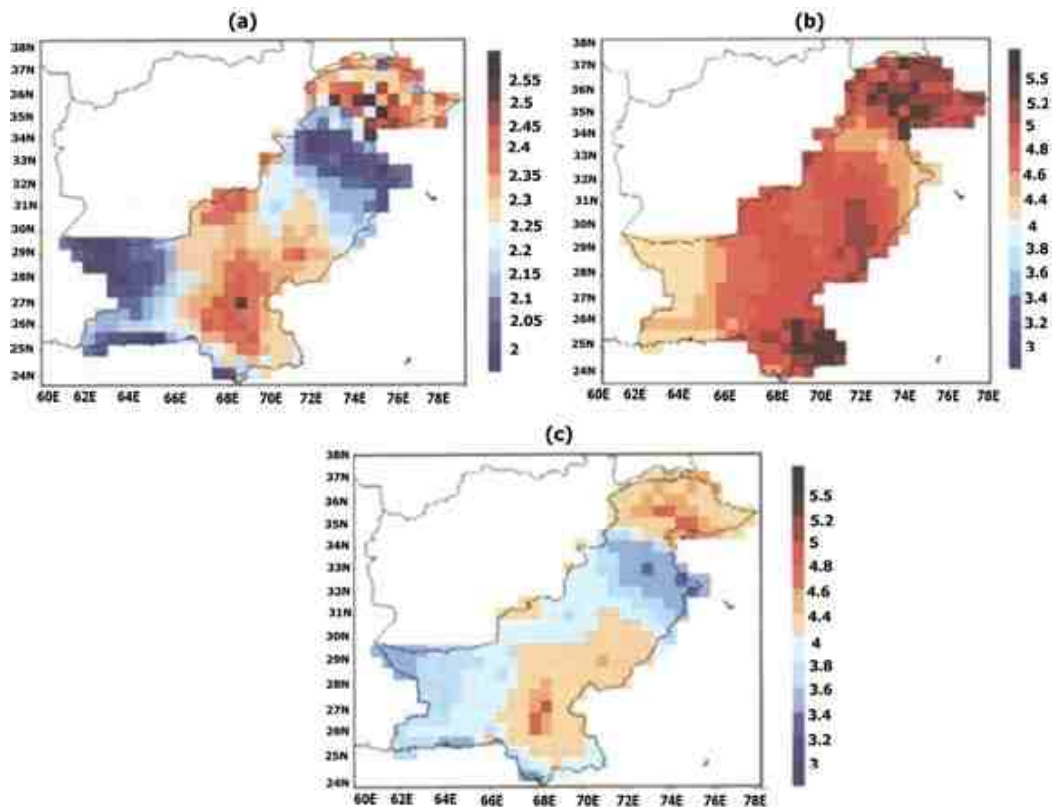 (a)
38N
37N
36N
35N
34N
33N
32N
31N
30N
29N
28N
27N
26N
25N
24N
60E 62E 64E 66E 68E 70E 72E 74E 76E 78E
2.55
2.5
2.45
2.4
2.35
2.3
2.25
2.2
2.15
2.1
2.05
2
(b)
38N
37N
36N
35N
34N
33N
32N
31N
30N
29N
28N
27N
26N
25N
24N
60E 62E 64E 66E 68E 70E 72E 74E 76E 78E
5.5
5.2
5
4.8
4.6
4.4
4
3.8
3.6
3.4
3.2
3
(c)
38N
37N
36N
35N
34N
33N
32N
31N
30N
29N
28N
27N
26N
25N
24N
60E 62E 64E 66E 68E 70E 72E 74E 76E 78E
5.5
5.2
5
4.8
4.6
4.4
4
3.8
3.6
3.4
3.2
3